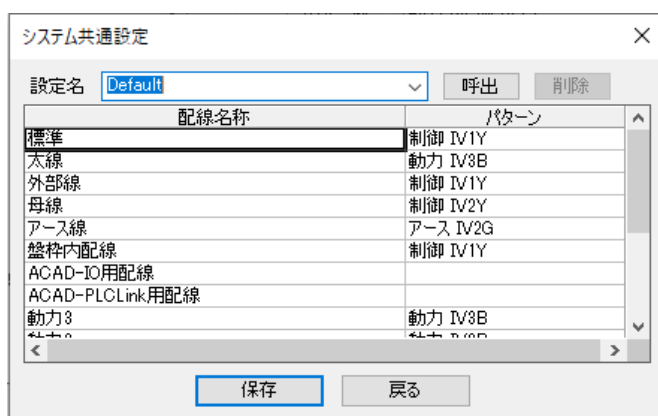 システム共通設定
設定名 Default 呼出 削除
配線名称 パターン
標準 制御 IV1Y
太線 動力 IV3B
外部線 制御 IV1Y
母線 制御 IV2Y
アース線 アース IV2G
盤枠内配線 制御 IV1Y
ACAD-IO用配線
ACAD-PLCLink用配線
動力3 動力 IV3B
保存 戻る